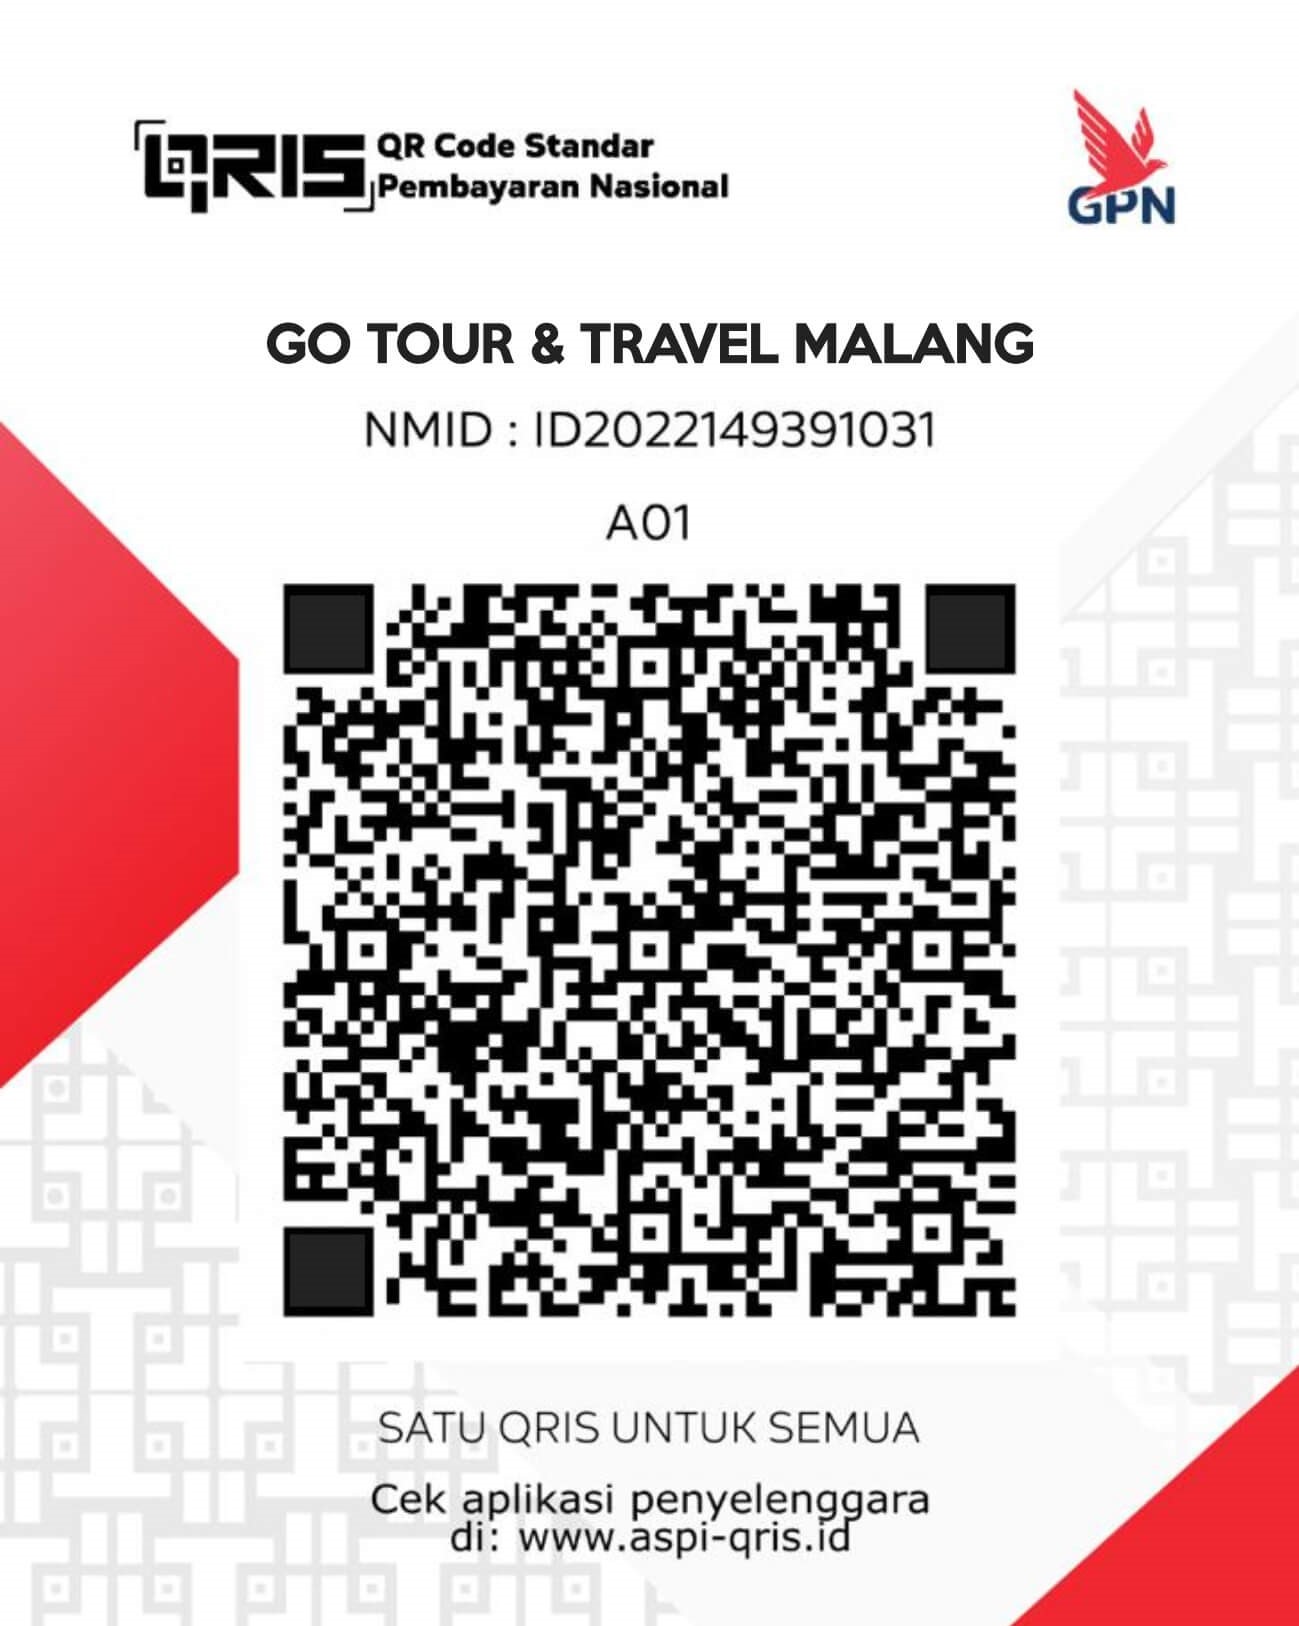 QRIS QR Code Standar
Pembayaran Nasional
GPN
GO TOUR & TRAVEL MALANG
NMID : ID2022149391031
A01
SATU QRIS UNTUK SEMUA
Cek aplikasi penyelenggara
di: www.aspi-qris.id